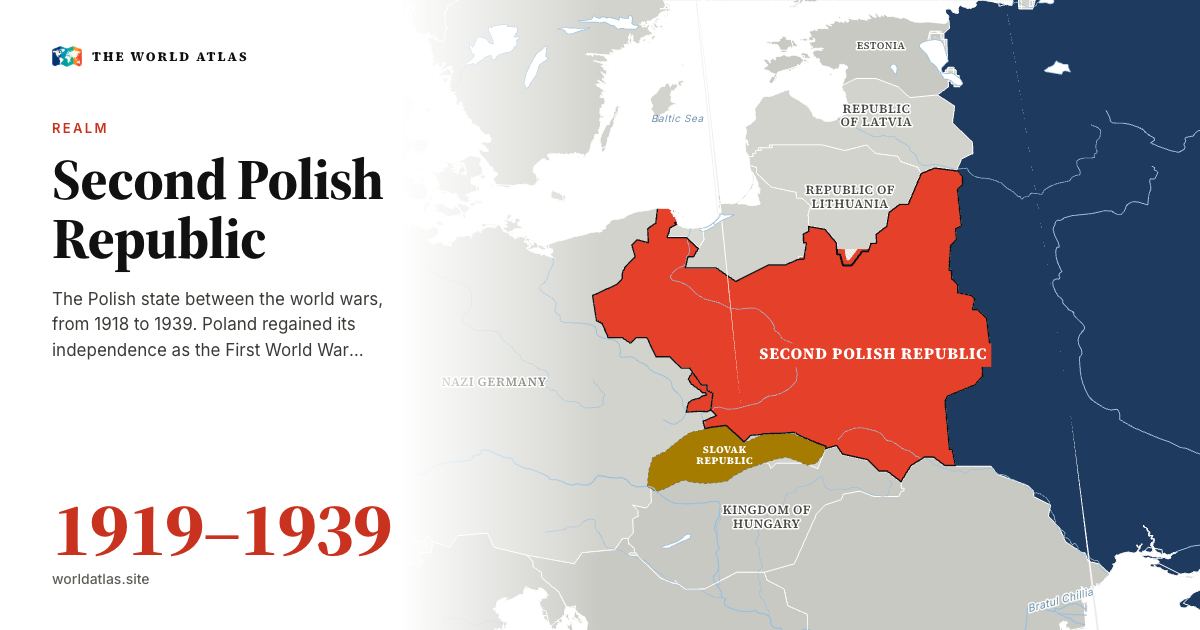 THE WORLD ATLAS
REALM
Second Polish
Republic
The Polish state between the world wars,
from 1918 to 1939. Poland regained its
independence as the First World War...
1919–1939
worldatlas.site
ESTONIA
REPUBLIC
OF LATVIA
Baltic Sea
REPUBLIC OF
LITHUANIA
SECOND POLISH REPUBLIC
NAZI GERMANY
SLOVAK
REPUBLIC
KINGDOM OF
HUNGARY
Bratul Chillia